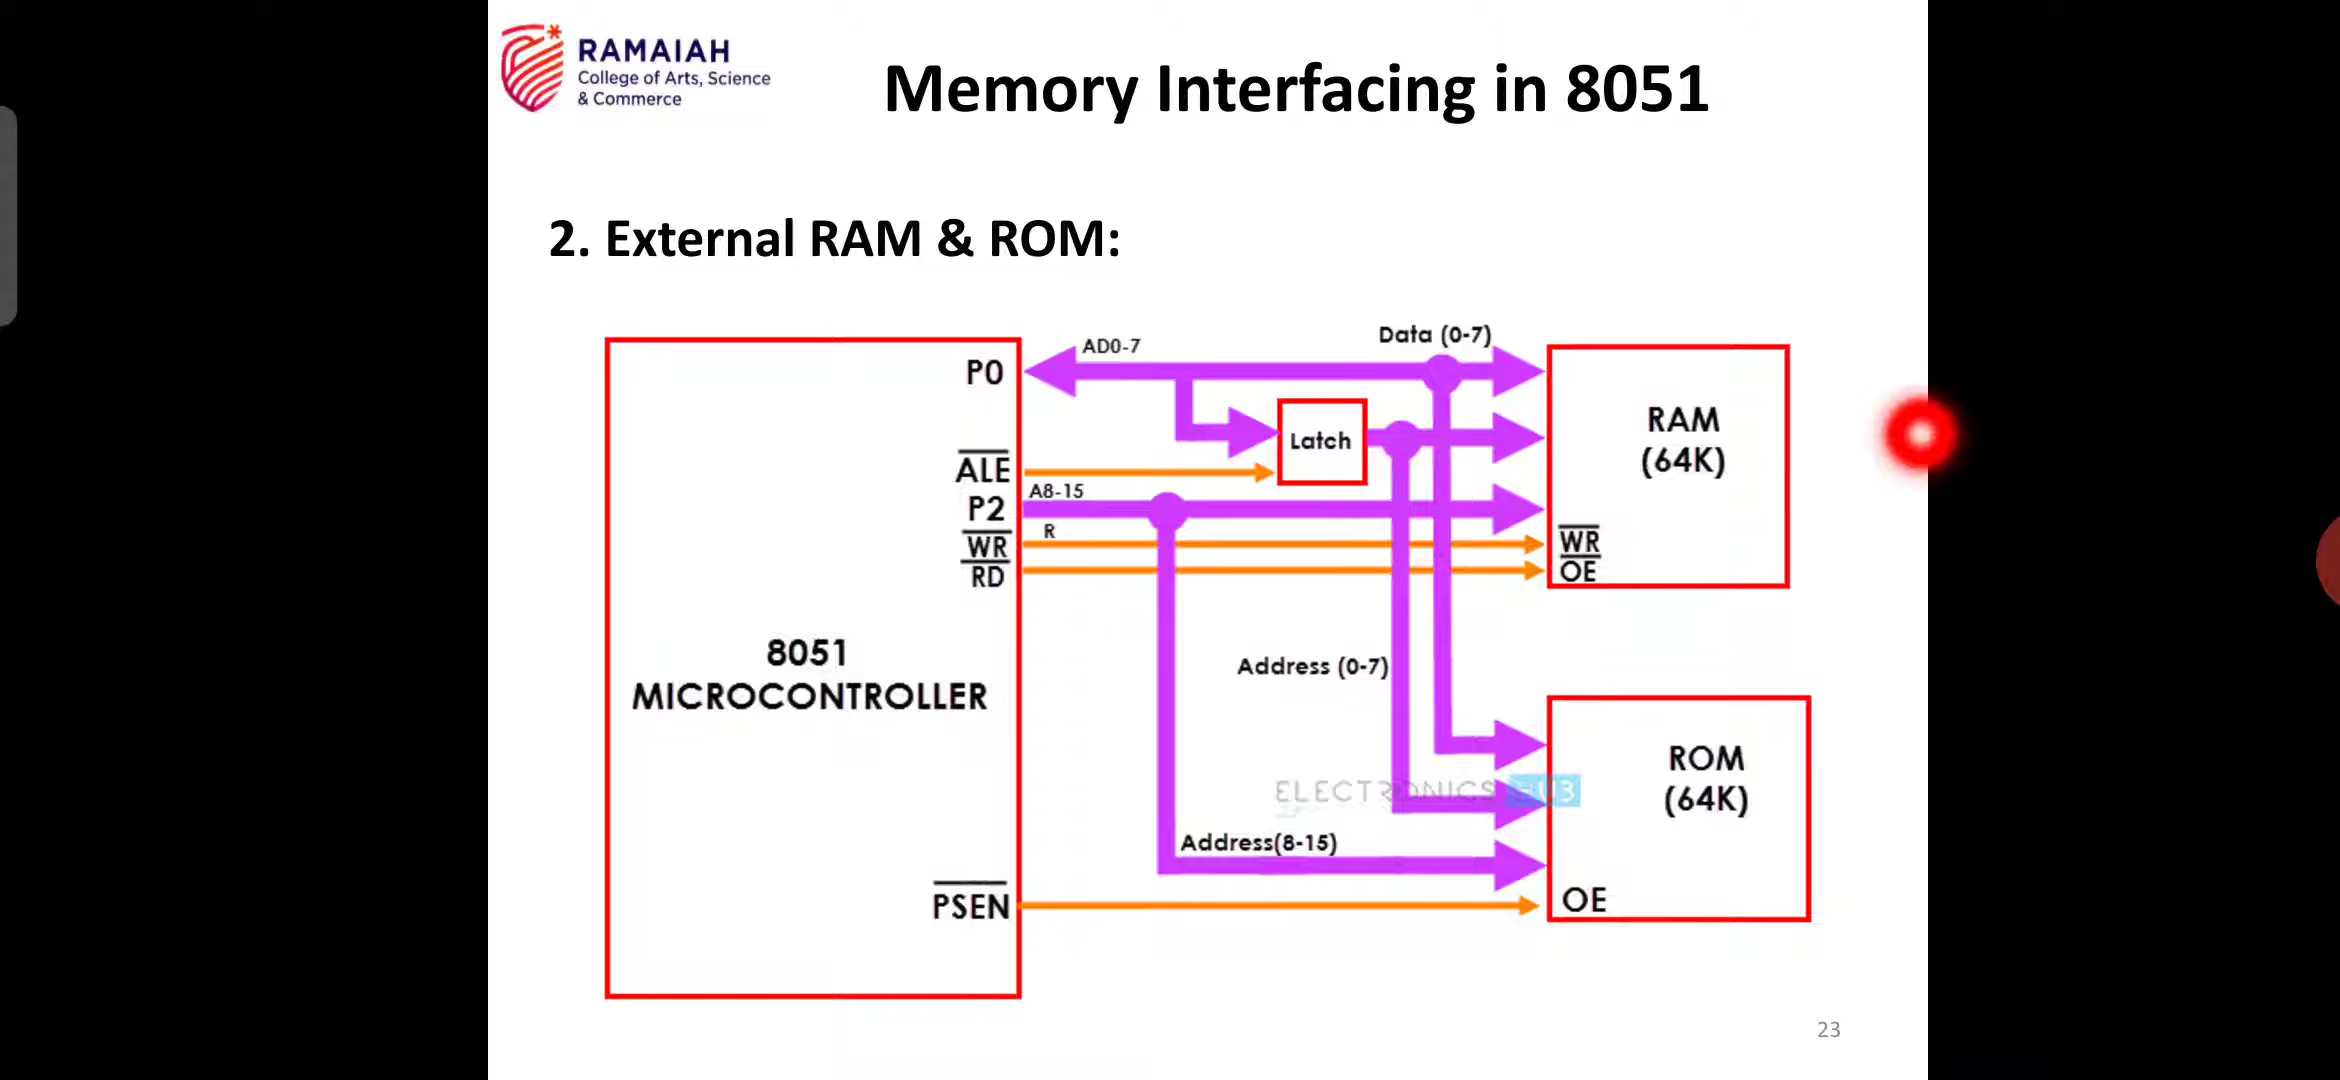 RAMAIAH
College of Arts, Science
& Commerce
Memory Interfacing in 8051
2. External RAM & ROM:
AD0-7
Data (0-7)
P0
Latch
RAM
(64K)
ALE
A8-15
P2
R
WR
RD
WR
OE
8051
MICROCONTROLLER
Address (0-7)
ROM
(64K)
ELECTRONICS
Address(8-15)
PSEN
OE
23